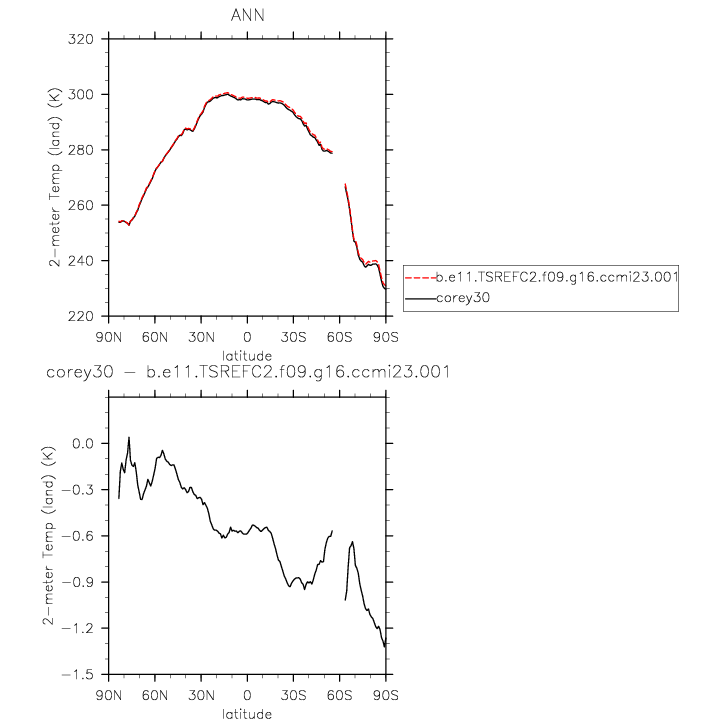 ANN
320
300
280
260
240
220
2-meter Temp (land) (K)
90N 60N 30N 0 30S 60S 90S
latitude
b.e11.TSREFC2.f09.g16.ccmi23.001
corey30
corey30 - b.e11.TSREFC2.f09.g16.ccmi23.001
0.0
-0.3
-0.6
-0.9
-1.2
-1.5
2-meter Temp (land) (K)
90N 60N 30N 0 30S 60S 90S
latitude